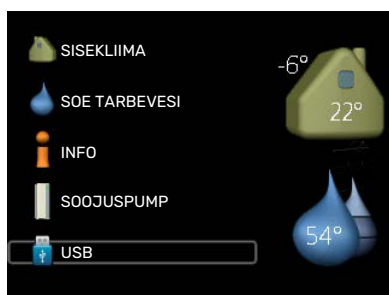 SISEKLIIMA
SOE TARBEVESI
INFO
SOOJUSPUMP
USB
-6°
22°
54°